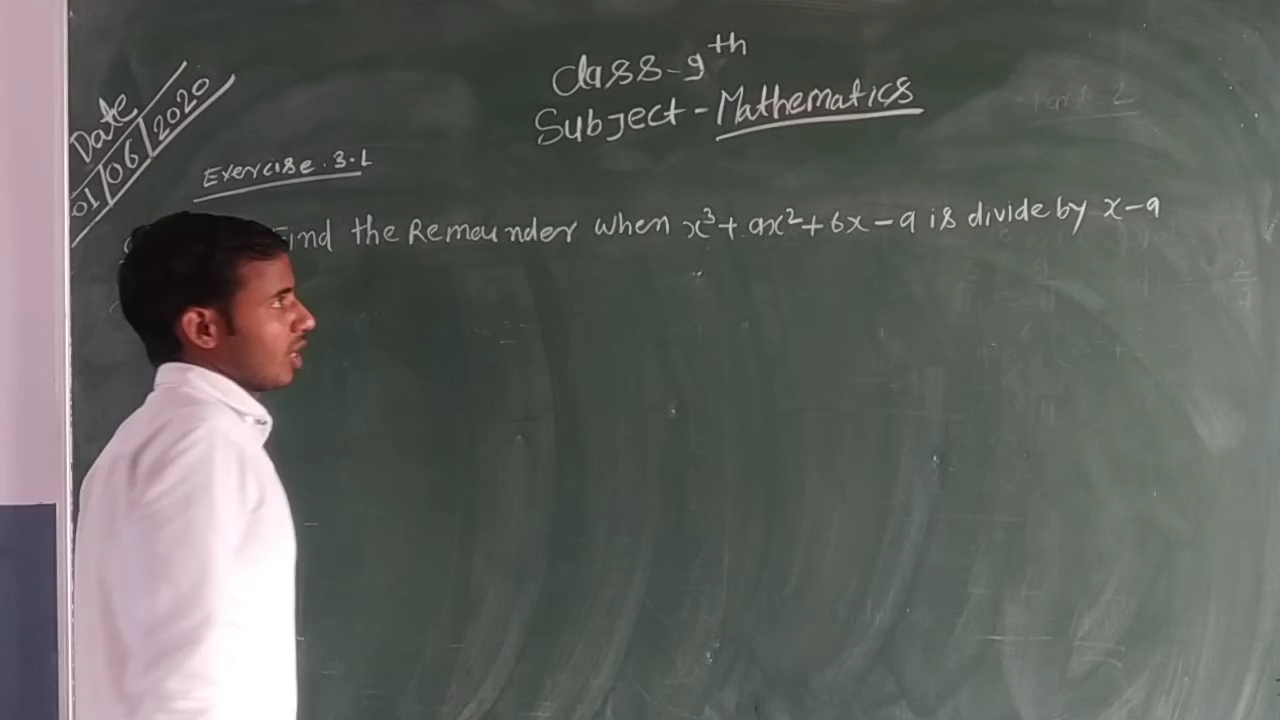 Date
01/06/2020
Class-9th
Subject-Mathematics
Exercise.3.1
Find the Remainder when x³+ax²+6x-a is divide by x-a